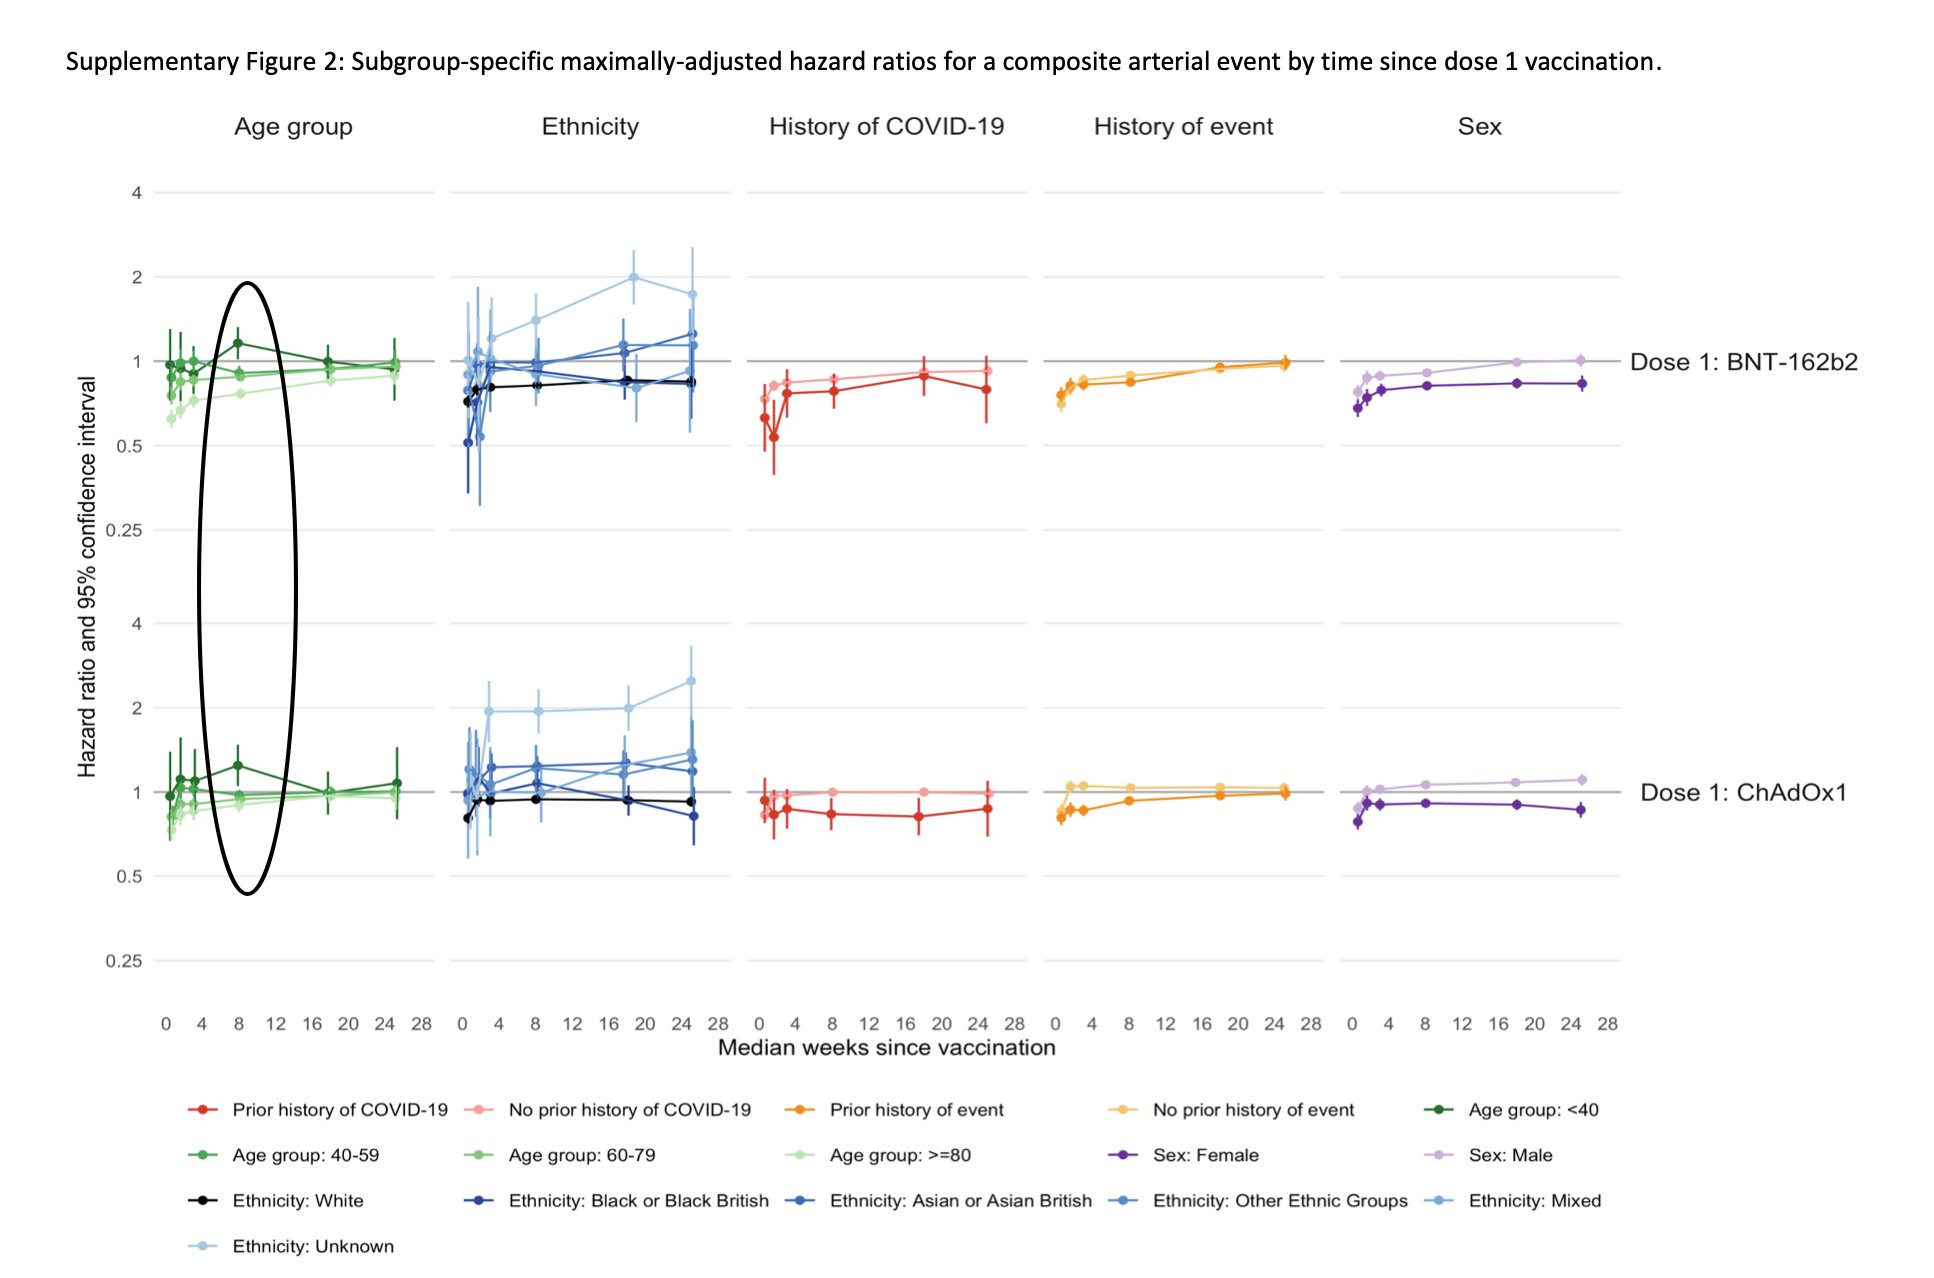 Supplementary Figure 2: Subgroup-specific maximally-adjusted hazard ratios for a composite arterial event by time since dose 1 vaccination.
Age group Ethnicity History of COVID-19 History of event Sex
Hazard ratio and 95% confidence interval
4
2
1
0.5
0.25
Dose 1: BNT-162b2
4
2
1
0.5
0.25
Dose 1: ChAdOx1
0 4 8 12 16 20 24 28 0 4 8 12 16 20 24 28 0 4 8 12 16 20 24 28 0 4 8 12 16 20 24 28 0 4 8 12 16 20 24 28
Median weeks since vaccination
Prior history of COVID-19 No prior history of COVID-19 Prior history of event No prior history of event Age group: <40
Age group: 40-59 Age group: 60-79 Age group: >=80 Sex: Female Sex: Male
Ethnicity: White Ethnicity: Black or Black British Ethnicity: Asian or Asian British Ethnicity: Other Ethnic Groups Ethnicity: Mixed
Ethnicity: Unknown